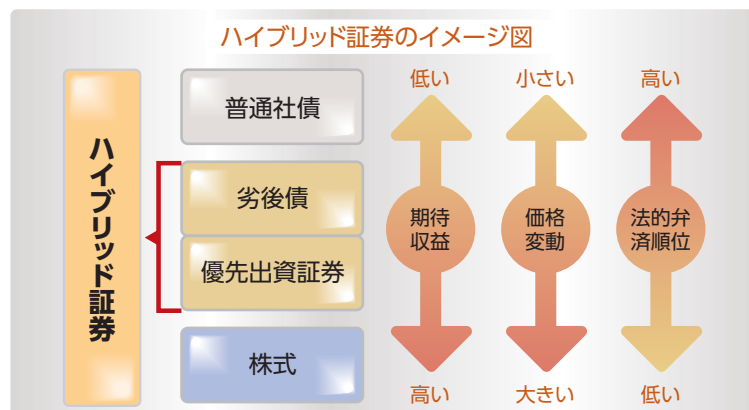 ハイブリッド証券のイメージ図
ハイブリッド証券
普通社債
劣後債
優先出資証券
株式
低い
期待
収益
高い
小さい
価格
変動
大きい
高い
法的弁
済順位
低い